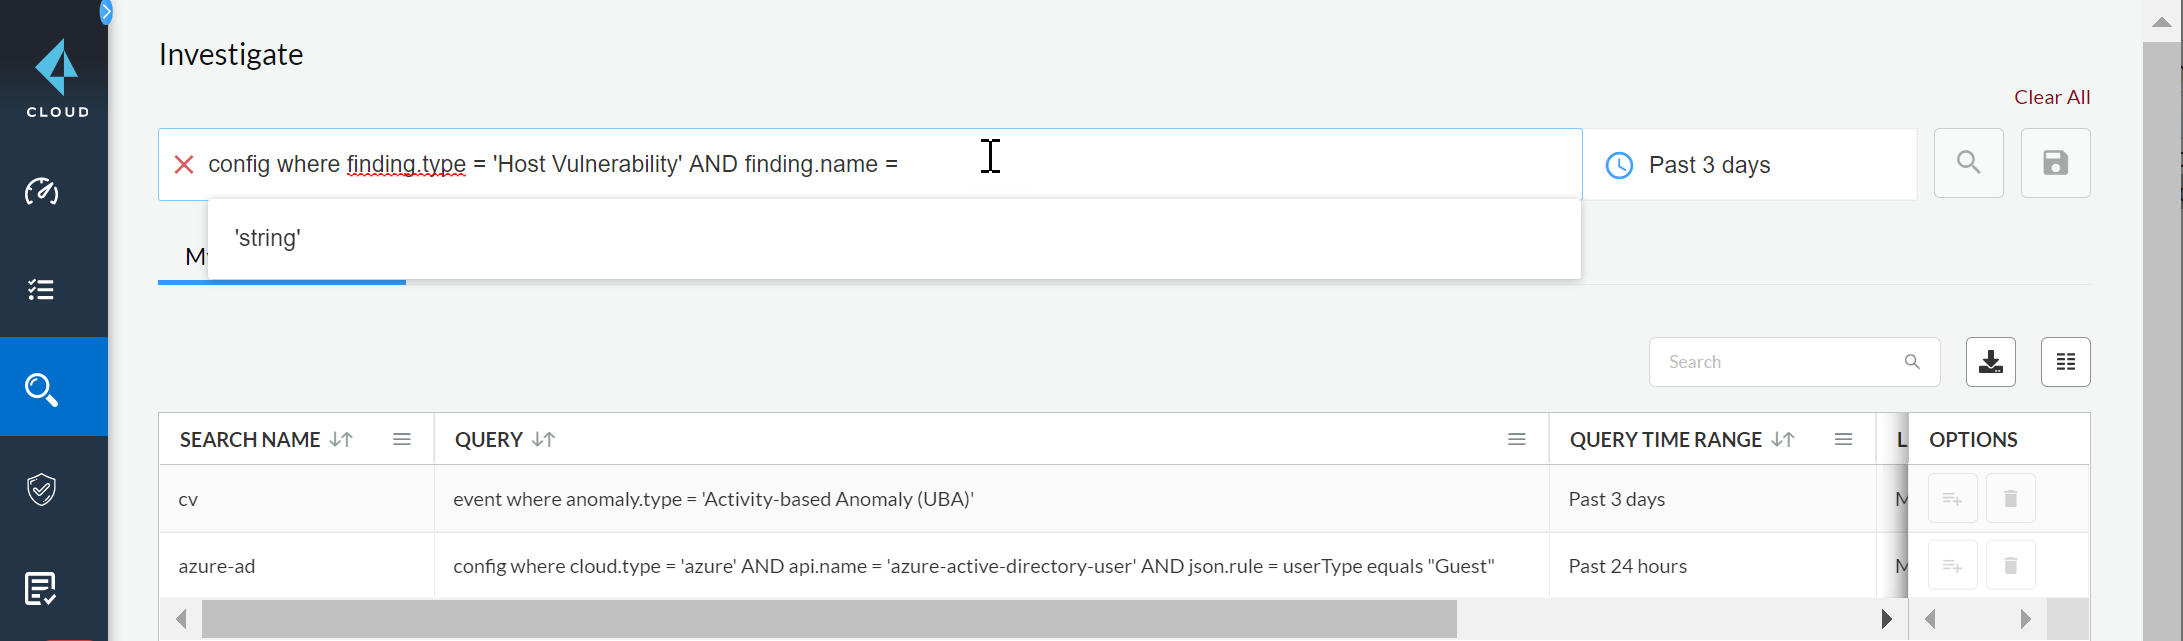 CLOUD
Investigate
Clear All
config where finding.type = 'Host Vulnerability' AND finding.name =
Past 3 days
'string'
My
Search
SEARCH NAME QUERY QUERY TIME RANGE L OPTIONS
cv event where anomaly.type = 'Activity-based Anomaly (UBA)' Past 3 days M
azure-ad config where cloud.type = 'azure' AND api.name = 'azure-active-directory-user' AND json.rule = userType equals "Guest" Past 24 hours M